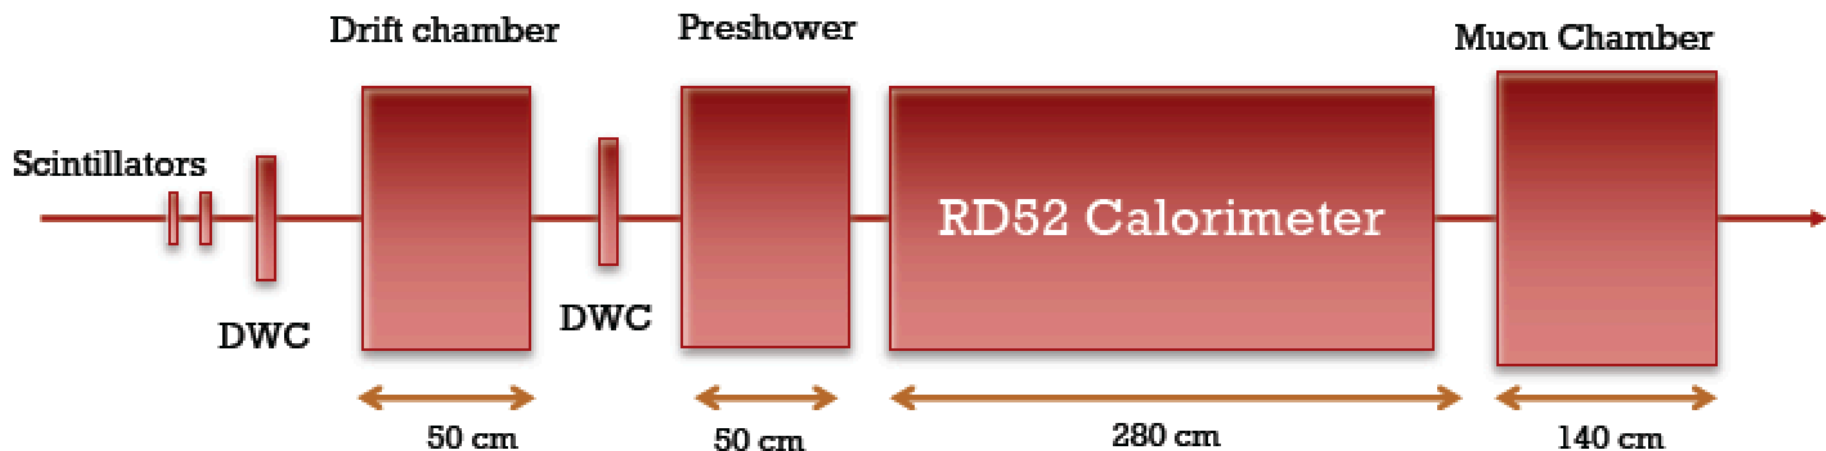 Drift chamber
Preshower
Muon Chamber
Scintillators
RD52 Calorimeter
DWC
DWC
50 cm
50 cm
280 cm
140 cm